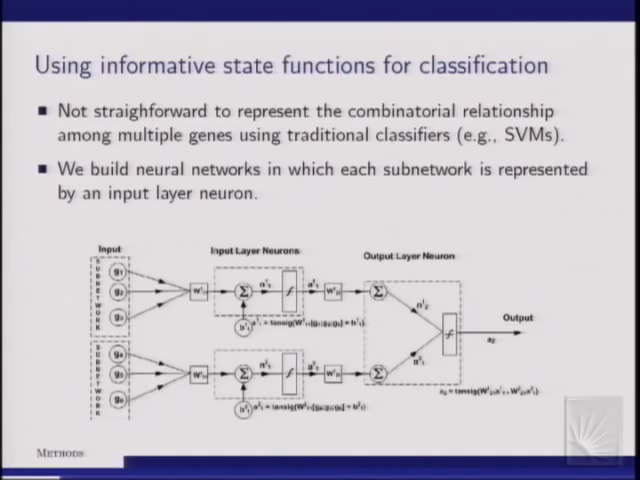 Using informative state functions for classification
Not straighforward to represent the combinatorial relationship
among multiple genes using traditional classifiers (e.g., SVMs).
We build neural networks in which each subnetwork is represented
by an input layer neuron.
Input
Input Layer Neurons
Output Layer Neuron
SUBNETWORK
g₁
g₂
g₃
Σ
f
Σ
Output
f
SUBNETWORK
g₄
g₅
g₆
Σ
f
Σ
METHODS